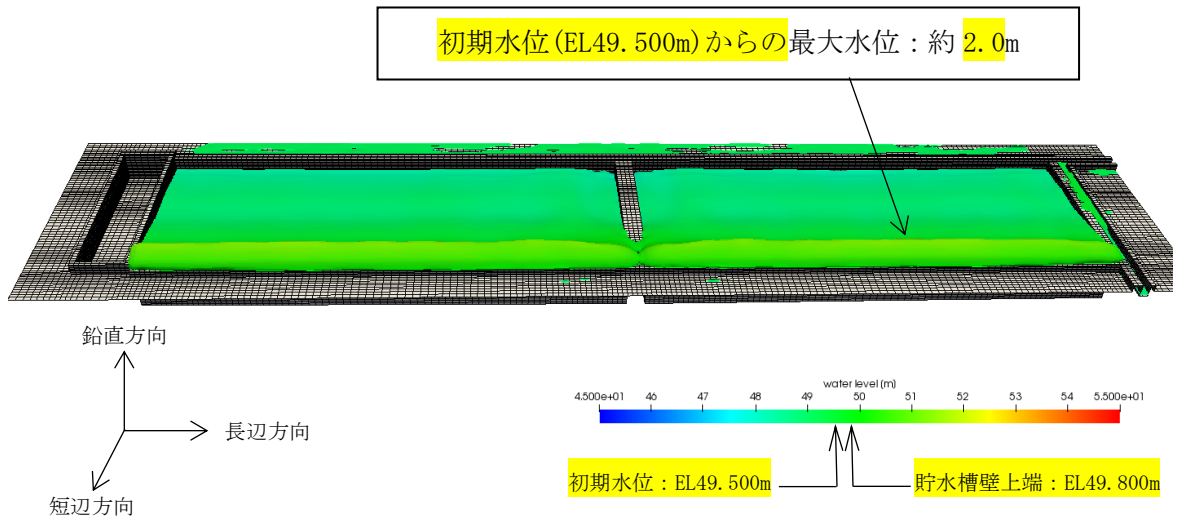 初期水位(EL49.500m)からの最大水位：約 2.0m
鉛直方向
長辺方向
短辺方向
water level (m)
4.500e+01 46 47 48 49 50 51 52 53 54 5.500e+01
初期水位：EL49.500m
貯水槽壁上端：EL49.800m